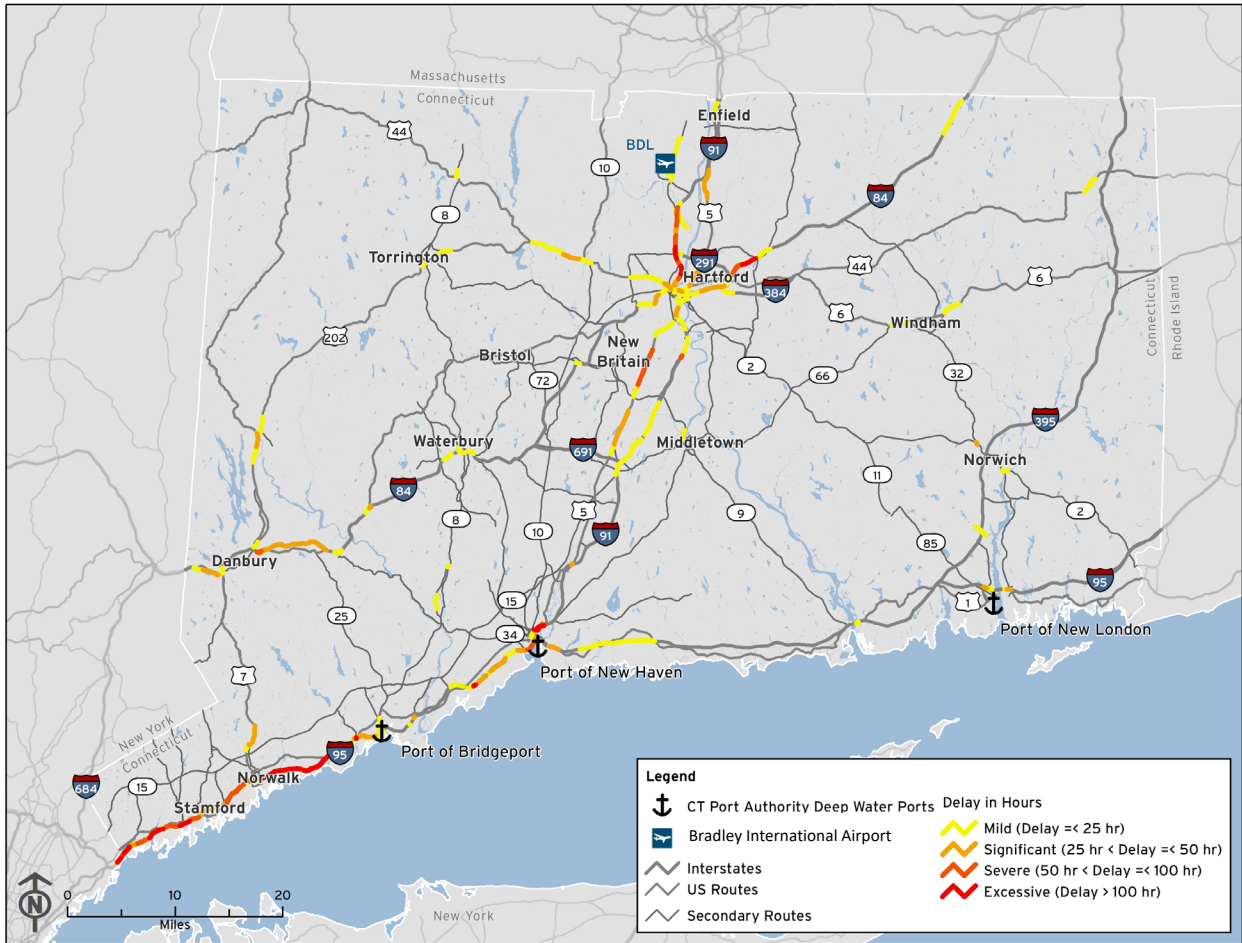 Massachusetts
Connecticut
Enfield
44
BDL
91
10
84
8
5
Torrington
291
44
Hartford
6
384
6
Windham
202
New
Britain
Bristol
2
66
32
72
395
Waterbury
691
Middletown
Norwich
11
84
5
9
2
8
10
91
85
Danbury
95
15
1
25
34
Port of New London
Port of New Haven
7
New York
Connecticut
95
Port of Bridgeport
Norwalk
684
15
Stamford
Connecticut
Rhode Island
New York
N
0 10 20
Miles
Legend
CT Port Authority Deep Water Ports
Bradley International Airport
Interstates
US Routes
Secondary Routes
Delay in Hours
Mild (Delay =< 25 hr)
Significant (25 hr < Delay =< 50 hr)
Severe (50 hr < Delay =< 100 hr)
Excessive (Delay > 100 hr)